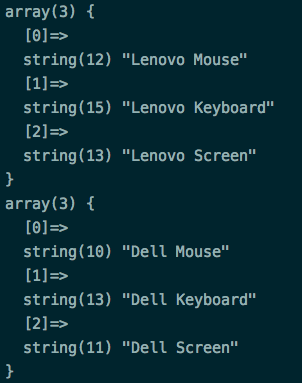 array(3) {
  [0]=>
  string(12) "Lenovo Mouse"
  [1]=>
  string(15) "Lenovo Keyboard"
  [2]=>
  string(13) "Lenovo Screen"
}
array(3) {
  [0]=>
  string(10) "Dell Mouse"
  [1]=>
  string(13) "Dell Keyboard"
  [2]=>
  string(11) "Dell Screen"
}